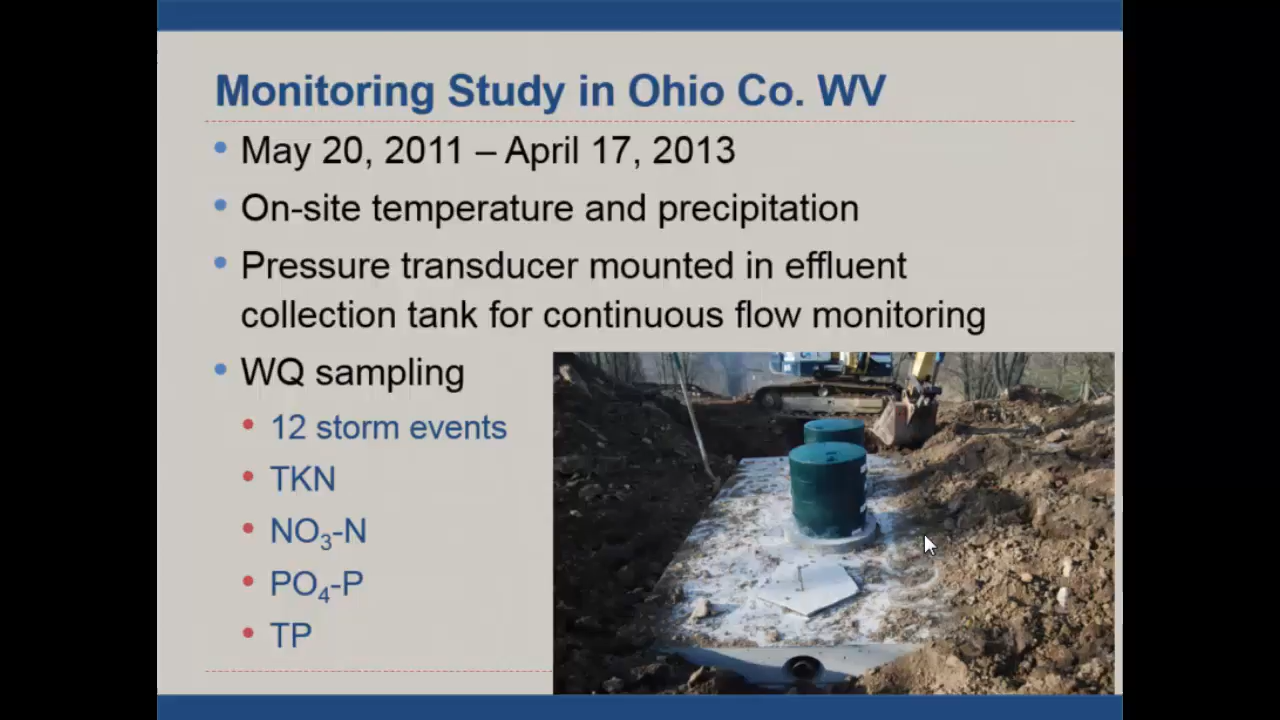 Monitoring Study in Ohio Co. WV
May 20, 2011 – April 17, 2013
On-site temperature and precipitation
Pressure transducer mounted in effluent
collection tank for continuous flow monitoring
WQ sampling
12 storm events
TKN
NO₃-N
PO₄-P
TP